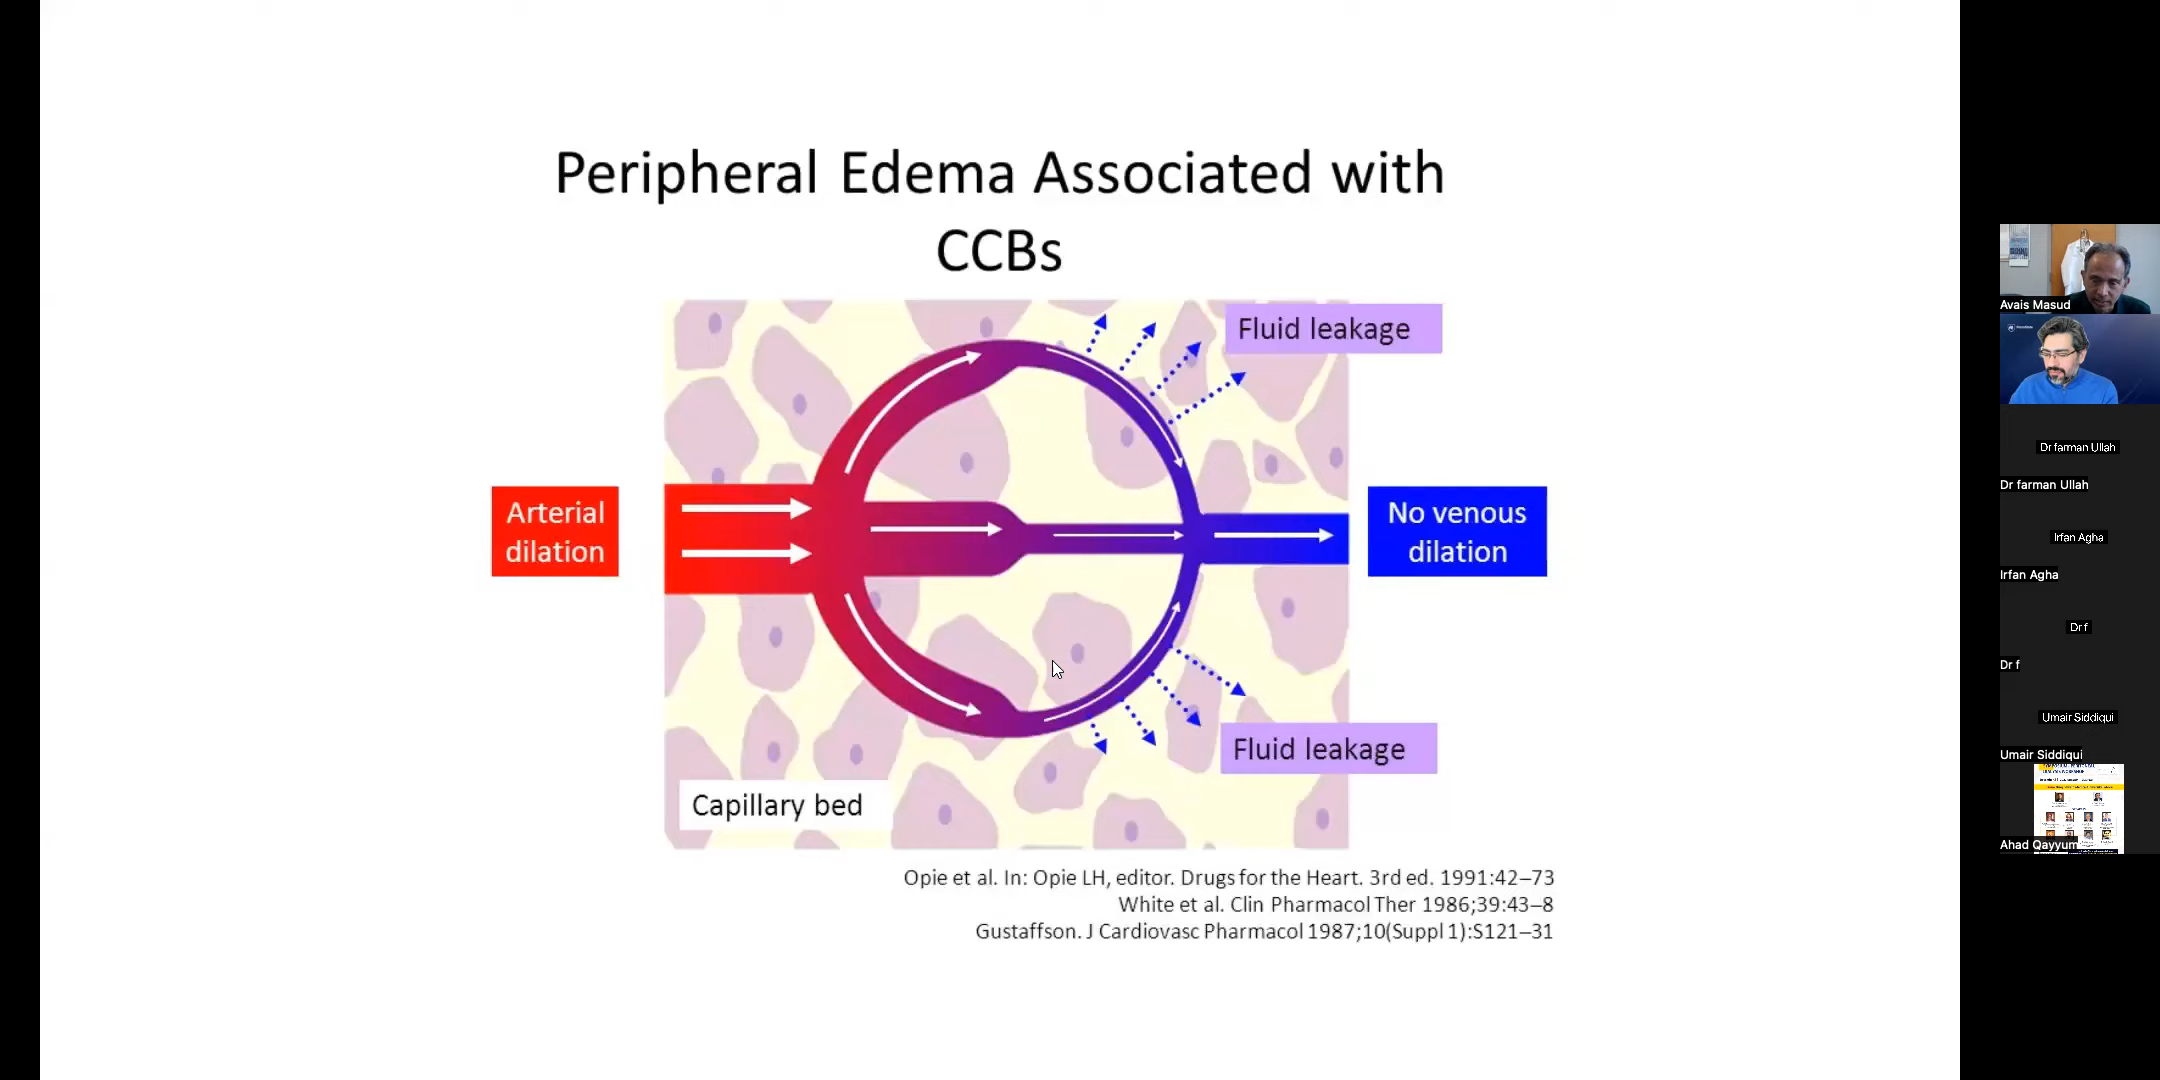 Peripheral Edema Associated with
CCBs
Fluid leakage
Arterial
dilation
No venous
dilation
Fluid leakage
Capillary bed
Opie et al. In: Opie LH, editor. Drugs for the Heart. 3rd ed. 1991:42–73
White et al. Clin Pharmacol Ther 1986;39:43–8
Gustaffson. J Cardiovasc Pharmacol 1987;10(Suppl 1):S121–31
Avais Masud
Dr farman Ullah
Dr farman Ullah
Irfan Agha
Irfan Agha
Dr f
Dr f
Umair Siddiqui
Umair Siddiqui
Ahad Qayyum